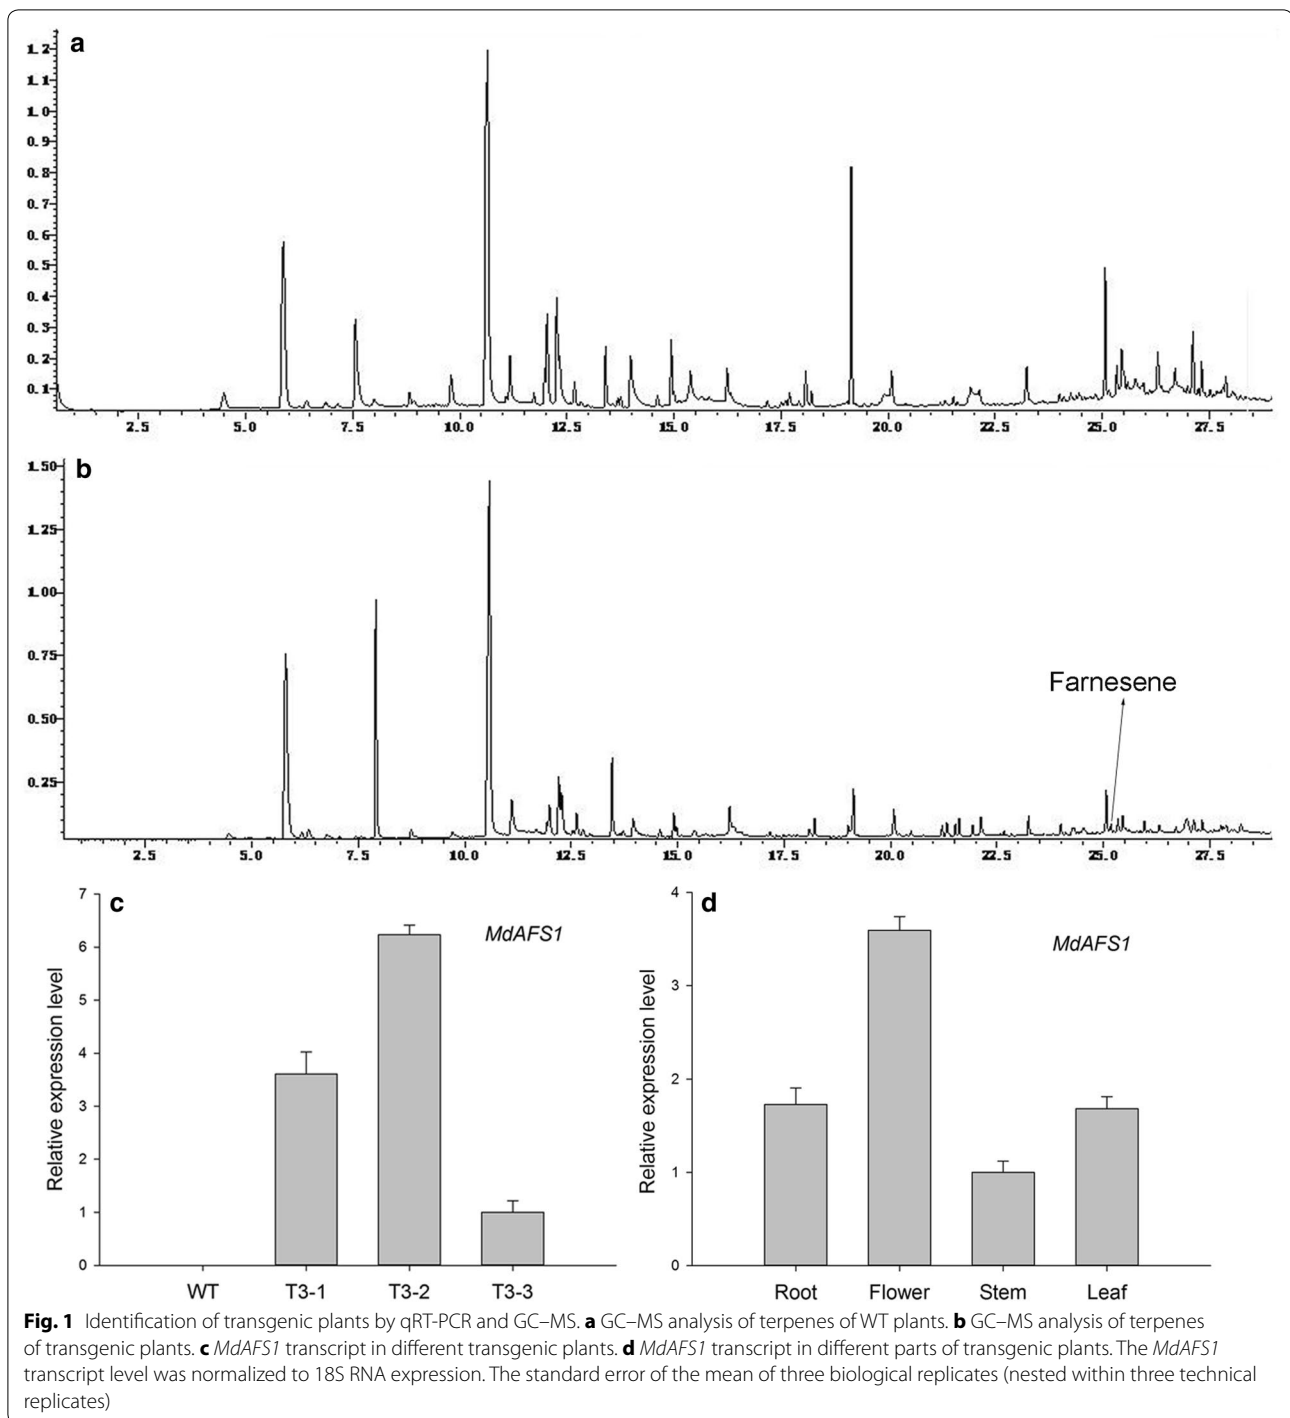 a
1.2
1.1
1.0
0.9
0.8
0.7
0.6
0.5
0.4
0.3
0.2
0.1
2.5 5.0 7.5 10.0 12.5 15.0 17.5 20.0 22.5 25.0 27.5
b
1.50
1.25
1.00
0.75
0.50
0.25
Farnesene
2.5 5.0 7.5 10.0 12.5 15.0 17.5 20.0 22.5 25.0 27.5
c
MdAFS1
Relative expression level
7
6
5
4
3
2
1
0
WT T3-1 T3-2 T3-3
d
MdAFS1
Relative expression level
4
3
2
1
0
Root Flower Stem Leaf
Fig. 1 Identification of transgenic plants by qRT-PCR and GC–MS. a GC–MS analysis of terpenes of WT plants. b GC–MS analysis of terpenes
of transgenic plants. c MdAFS1 transcript in different transgenic plants. d MdAFS1 transcript in different parts of transgenic plants. The MdAFS1
transcript level was normalized to 18S RNA expression. The standard error of the mean of three biological replicates (nested within three technical
replicates)